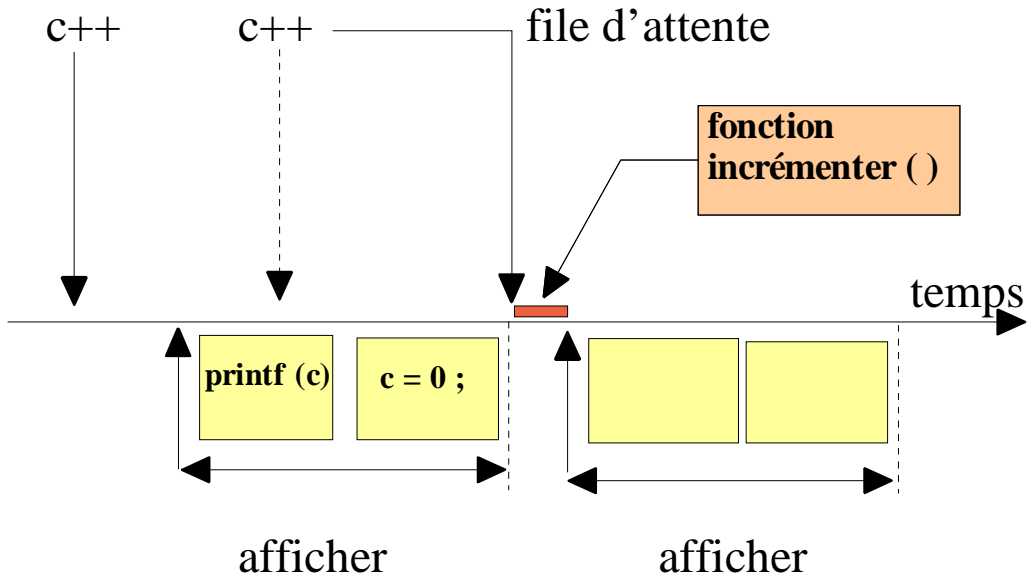 c++
c++
file d’attente
fonction
incrémenter ( )
temps
printf (c)
c = 0 ;
afficher
afficher